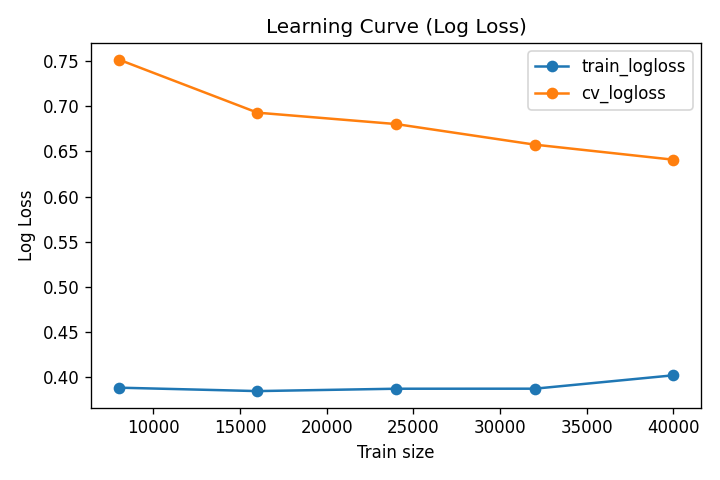 Learning Curve (Log Loss)
train_logloss
cv_logloss
0.75
0.70
0.65
0.60
0.55
0.50
0.45
0.40
Log Loss
10000 15000 20000 25000 30000 35000 40000
Train size